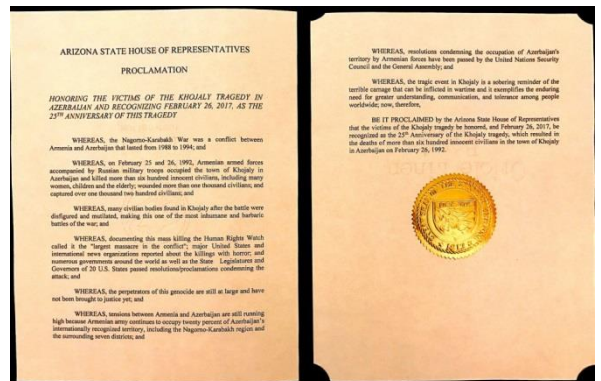 ARIZONA STATE HOUSE OF REPRESENTATIVES
PROCLAMATION
HONORING THE VICTIMS OF THE KHOJALY TRAGEDY IN
AZERBAIJAN AND RECOGNIZING FEBRUARY 26, 2017, AS THE
25TH ANNIVERSARY OF THIS TRAGEDY
WHEREAS, the Nagorno-Karabakh War was a conflict between
Armenia and Azerbaijan that lasted from 1988 to 1994; and
WHEREAS, on February 25 and 26, 1992, Armenian armed forces
accompanied by Russian military troops occupied the town of Khojaly in
Azerbaijan and killed more than six hundred innocent civilians, including many
women, children and the elderly; wounded more than one thousand civilians; and
captured over one thousand two hundred civilians; and
WHEREAS, many civilian bodies found in Khojaly after the battle were
disfigured and mutilated, making this one of the most inhumane and barbaric
battles of the war; and
WHEREAS, documenting this mass killing the Human Rights Watch
called it the "largest massacre in the conflict"; major United States and
international news organizations reported about the killings with horror; and
numerous governments around the world as well as the State Legislatures and
Governors of 20 U.S. States passed resolutions/proclamations condemning the
attack; and
WHEREAS, the perpetrators of this genocide are still at large and have
not been brought to justice yet; and
WHEREAS, tensions between Armenia and Azerbaijan are still running
high because Armenian army continues to occupy twenty percent of Azerbaijan's
internationally recognized territory, including the Nagorno-Karabakh region and
the surrounding seven districts; and
WHEREAS, resolutions condemning the occupation of Azerbaijan's
territory by Armenian forces have been passed by the United Nations Security
Council and the General Assembly; and
WHEREAS, the tragic event in Khojaly is a sobering reminder of the
terrible carnage that can be inflicted in wartime and it exemplifies the enduring
need for greater understanding, communication, and tolerance among people
worldwide; now, therefore,
BE IT PROCLAIMED by the Arizona State House of Representatives
that the victims of the Khojaly tragedy be honored, and February 26, 2017, be
recognized as the 25th Anniversary of the Khojaly tragedy, which resulted in
the deaths of more than six hundred innocent civilians in the town of Khojaly
in Azerbaijan on February 26, 1992.